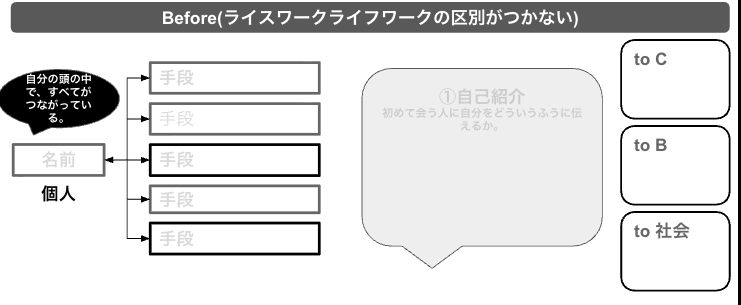 Before(ライスワークライフワークの区別がつかない)
自分の頭の中
で、すべてが
つながってい
る。
名前
個人
手段
手段
手段
手段
手段
①自己紹介
初めて会う人に自分をどういうふうに伝
えるか。
to C
to B
to 社会